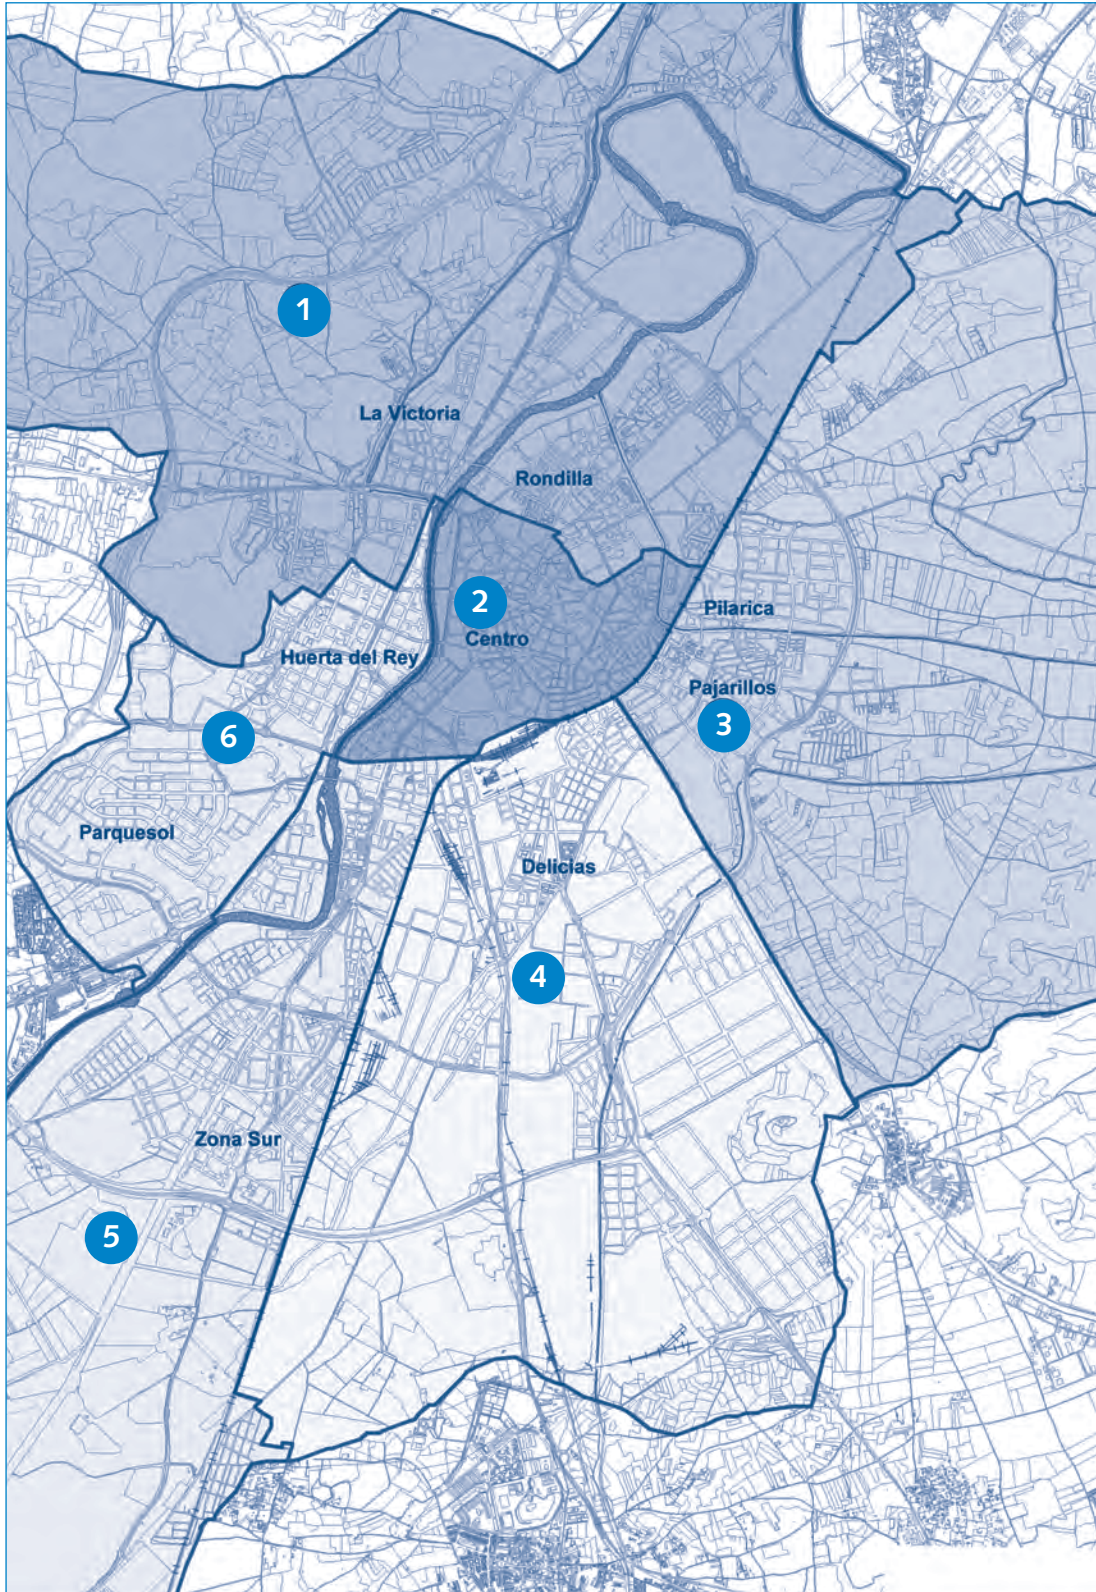 1
La Victoria
Rondilla
2
Centro
Pilarica
Huerta del Rey
Pajarillos
3
6
Parquesol
Delicias
4
Zona Sur
5